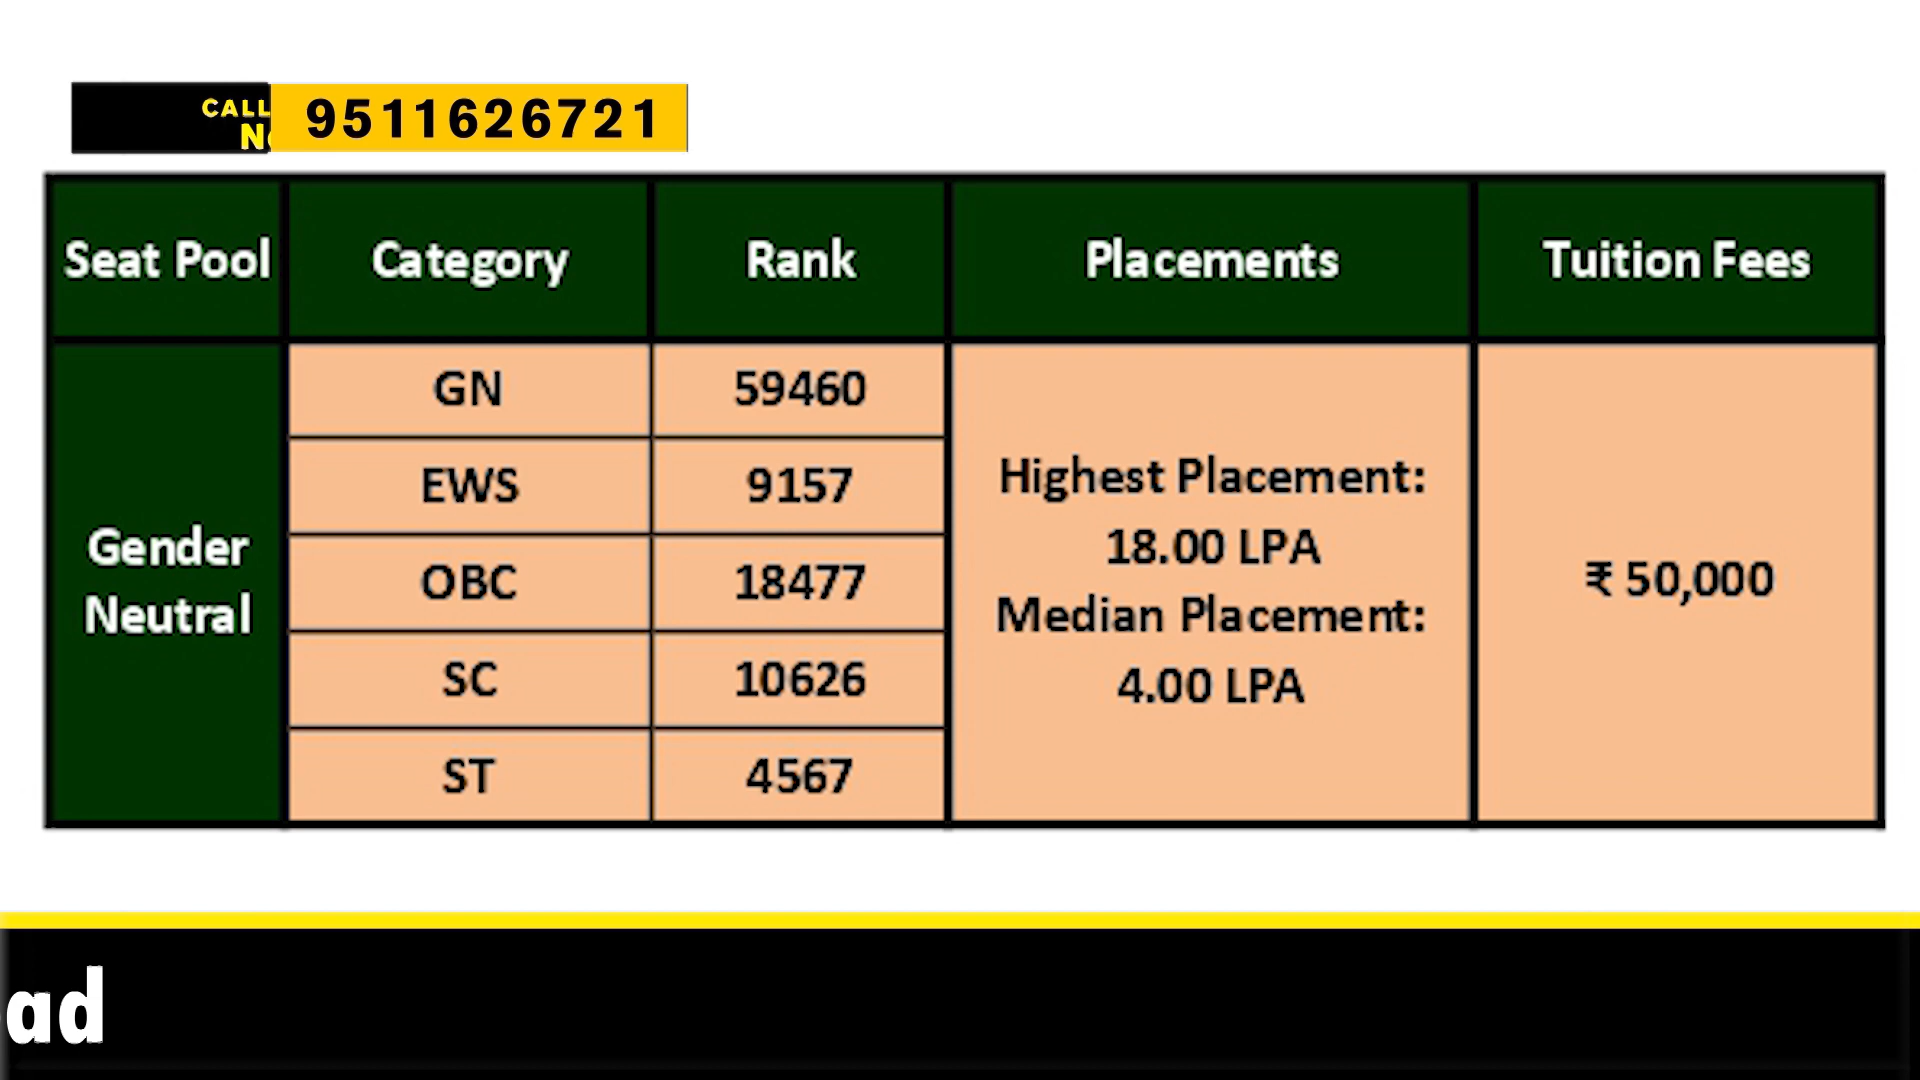 CALL
9511626721
Seat Pool Category Rank Placements Tuition Fees
GN 59460
EWS 9157
OBC 18477
SC 10626
ST 4567
Gender
Neutral
Highest Placement:
18.00 LPA
Median Placement:
4.00 LPA
₹ 50,000